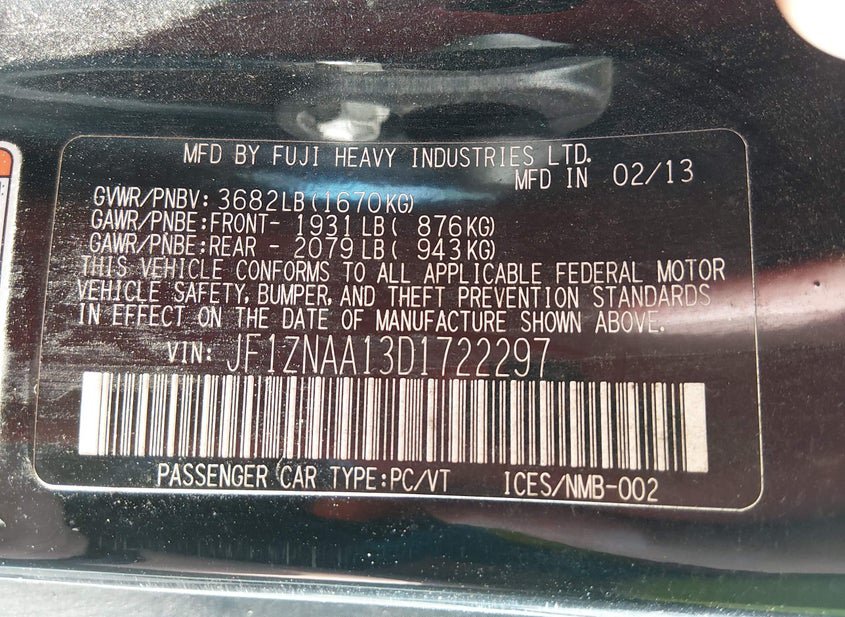 MFD BY FUJI HEAVY INDUSTRIES LTD.
MFD IN 02/13
GVWR/PNBV: 3682LB(1670KG)
GAWR/PNBE:FRONT- 1931LB( 876KG)
GAWR/PNBE:REAR - 2079LB( 943KG)
THIS VEHICLE CONFORMS TO ALL APPLICABLE FEDERAL MOTOR
VEHICLE SAFETY, BUMPER, AND THEFT PREVENTION STANDARDS
IN EFFECT ON THE DATE OF MANUFACTURE SHOWN ABOVE.
VIN: JF1ZNAA13D1722297
PASSENGER CAR TYPE:PC/VT ICES/NMB-002